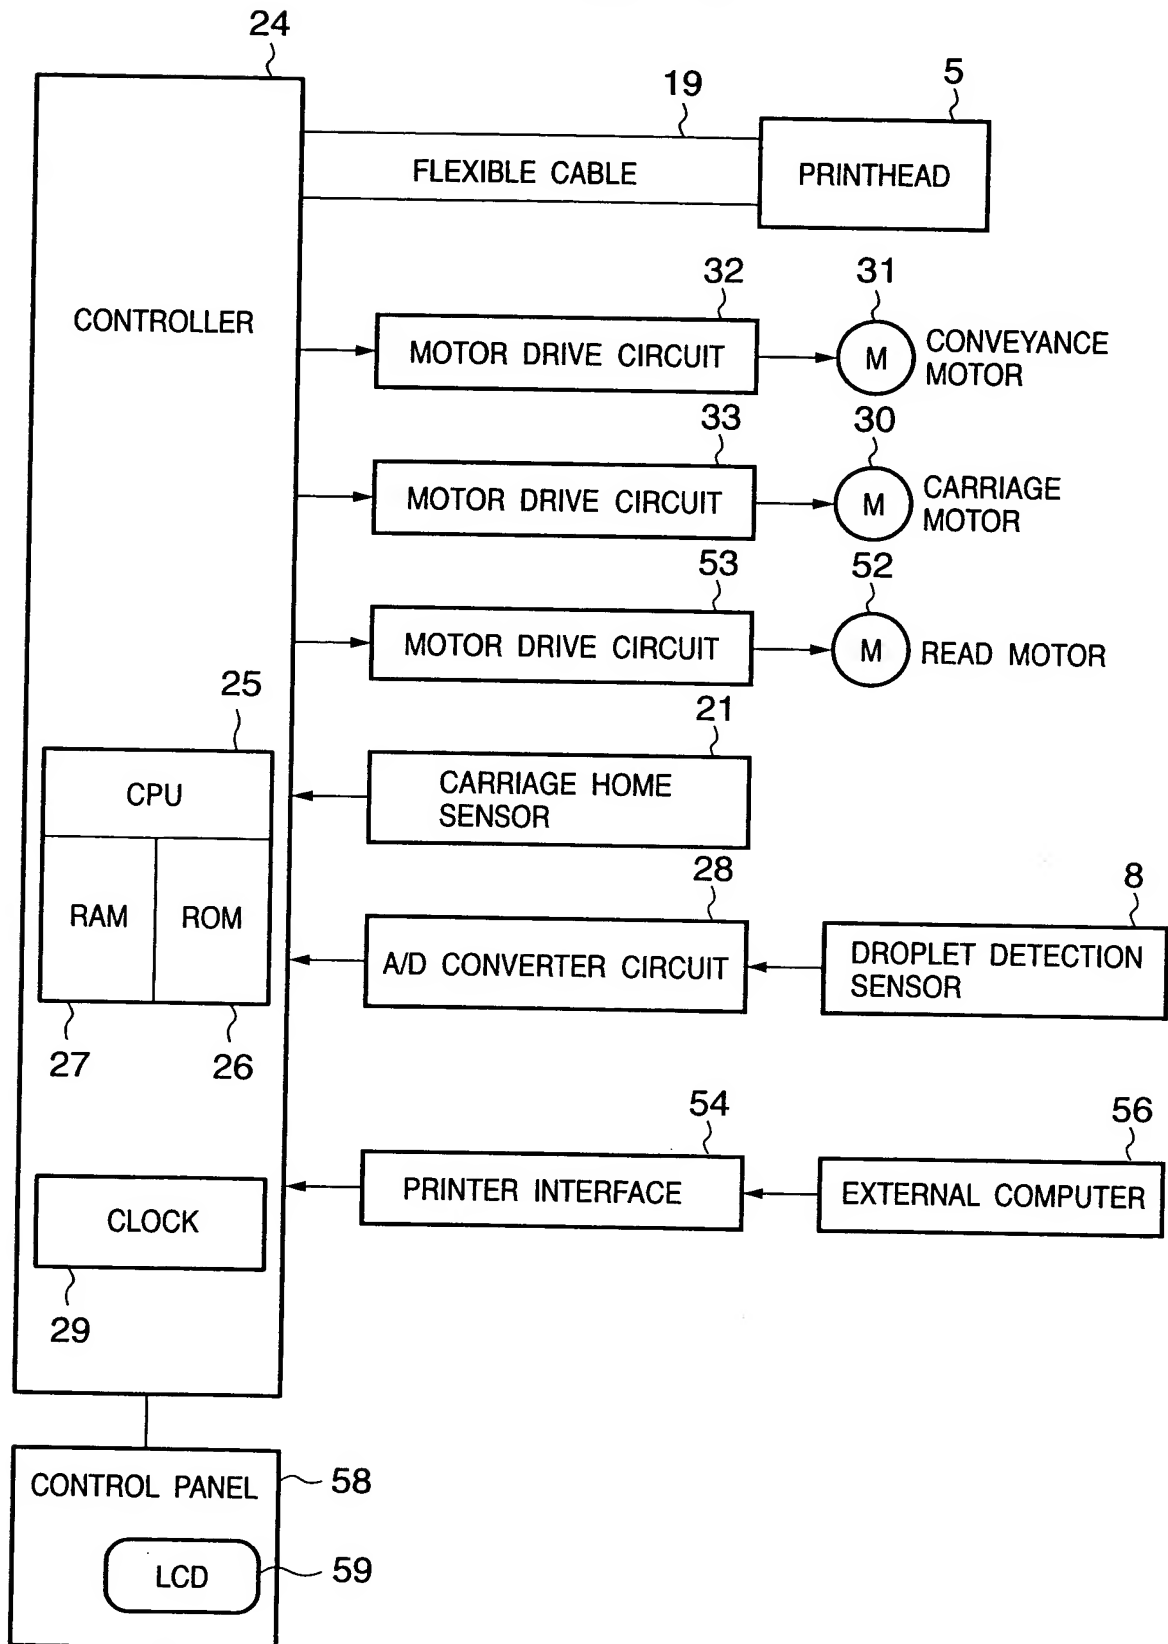 24
19
5
FLEXIBLE CABLE
PRINTHEAD
CONTROLLER
32
31
MOTOR DRIVE CIRCUIT
M
CONVEYANCE
MOTOR
33
30
MOTOR DRIVE CIRCUIT
M
CARRIAGE
MOTOR
53
52
MOTOR DRIVE CIRCUIT
M
READ MOTOR
25
21
CPU
CARRIAGE HOME
SENSOR
RAM
ROM
28
8
A/D CONVERTER CIRCUIT
DROPLET DETECTION
SENSOR
27
26
54
56
PRINTER INTERFACE
EXTERNAL COMPUTER
CLOCK
29
CONTROL PANEL
58
LCD
59